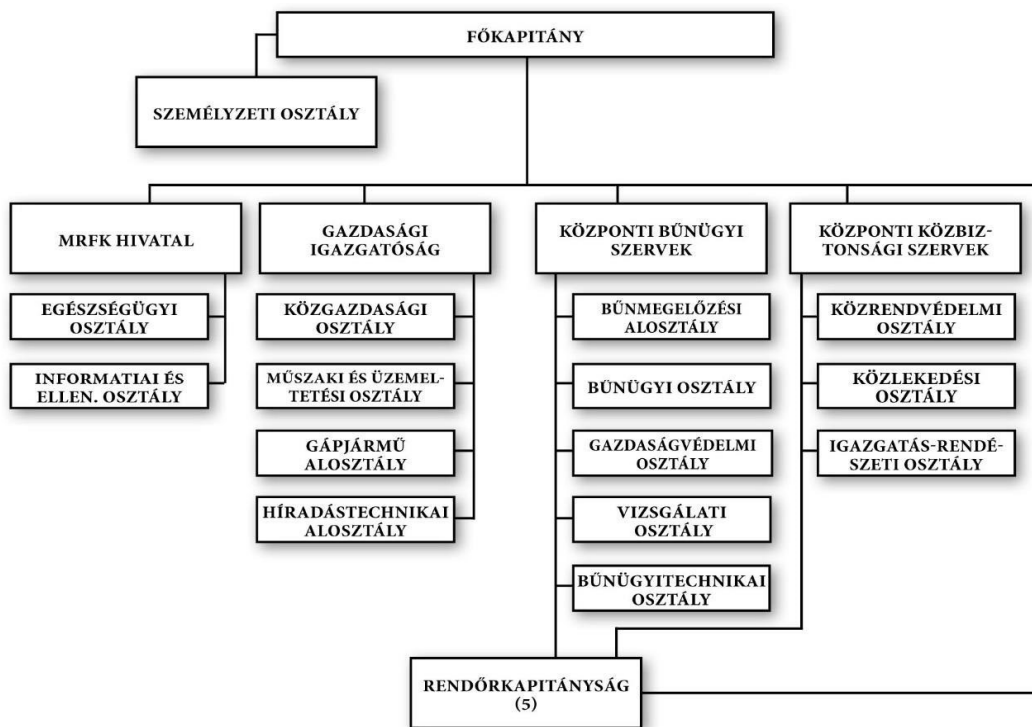 FŐKAPITÁNY
SZEMÉLYZETI OSZTÁLY
MRFK HIVATAL
EGÉSZSÉGÜGYI
OSZTÁLY
INFORMATIAI ÉS
ELLEN. OSZTÁLY
GAZDASÁGI
IGAZGATÓSÁG
KÖZGAZDASÁGI
OSZTÁLY
MŰSZAKI ÉS ÜZEMEL-
TETÉSI OSZTÁLY
GÁPJÁRMŰ
ALOSZTÁLY
HÍRADÁSTECHNIKAI
ALOSZTÁLY
KÖZPONTI BŰNÜGYI
SZERVEK
BŰNMEGELŐZÉSI
ALOSZTÁLY
BŰNÜGYI OSZTÁLY
GAZDASÁGVÉDELMI
OSZTÁLY
VIZSGÁLATI
OSZTÁLY
BŰNÜGYITECHNIKAI
OSZTÁLY
KÖZPONTI KÖZBIZ-
TONSÁGI SZERVEK
KÖZRENDVÉDELMI
OSZTÁLY
KÖZLEKEDÉSI
OSZTÁLY
IGAZGATÁS-RENDÉ-
SZETI OSZTÁLY
RENDŐRKAPITÁNYSÁG
(5)